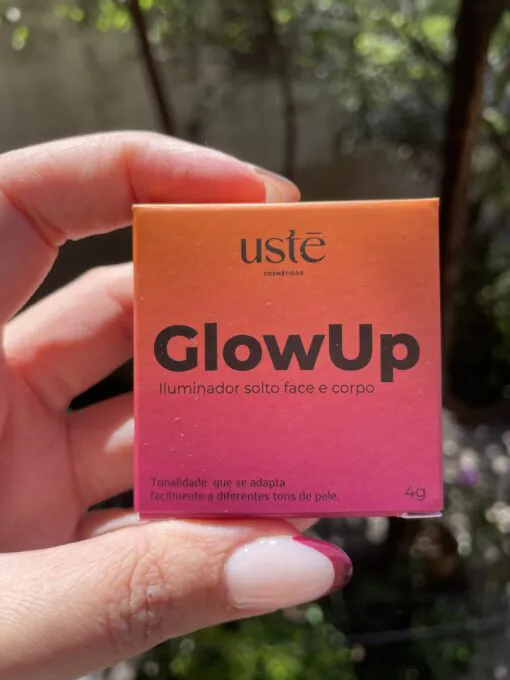 ustē
COSMÉTICOS
GlowUp
Iluminador solto face e corpo
Tonalidade que se adapta
facilmente a diferentes tons de pele.
4g